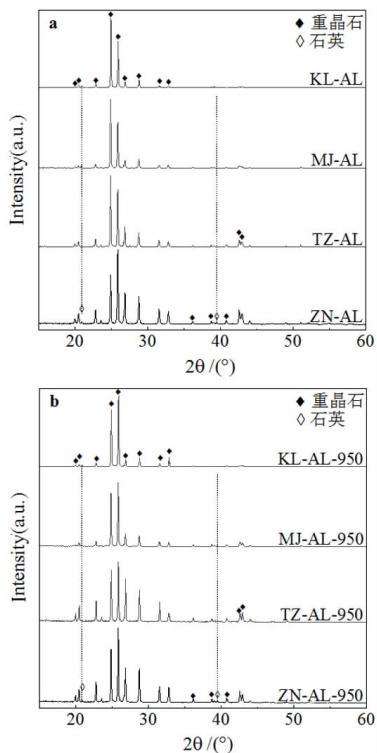 a
◆ 重晶石
◇ 石英
KL-AL
MJ-AL
TZ-AL
ZN-AL
Intensity(a.u.)
20 30 40 50 60
2θ /(°)
b
◆ 重晶石
◇ 石英
KL-AL-950
MJ-AL-950
TZ-AL-950
ZN-AL-950
Intensity(a.u.)
20 30 40 50 60
2θ /(°)